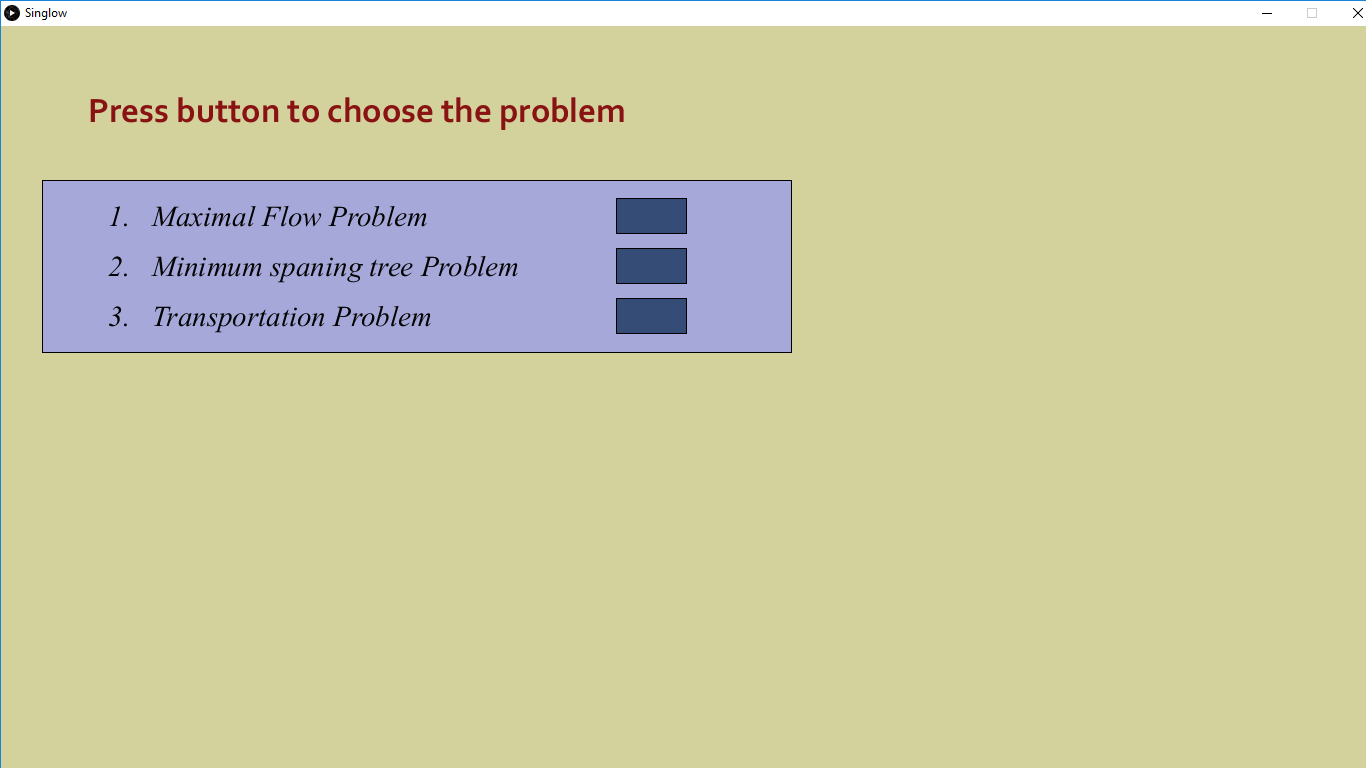 Singlow
Press button to choose the problem
1. Maximal Flow Problem
2. Minimum spaning tree Problem
3. Transportation Problem